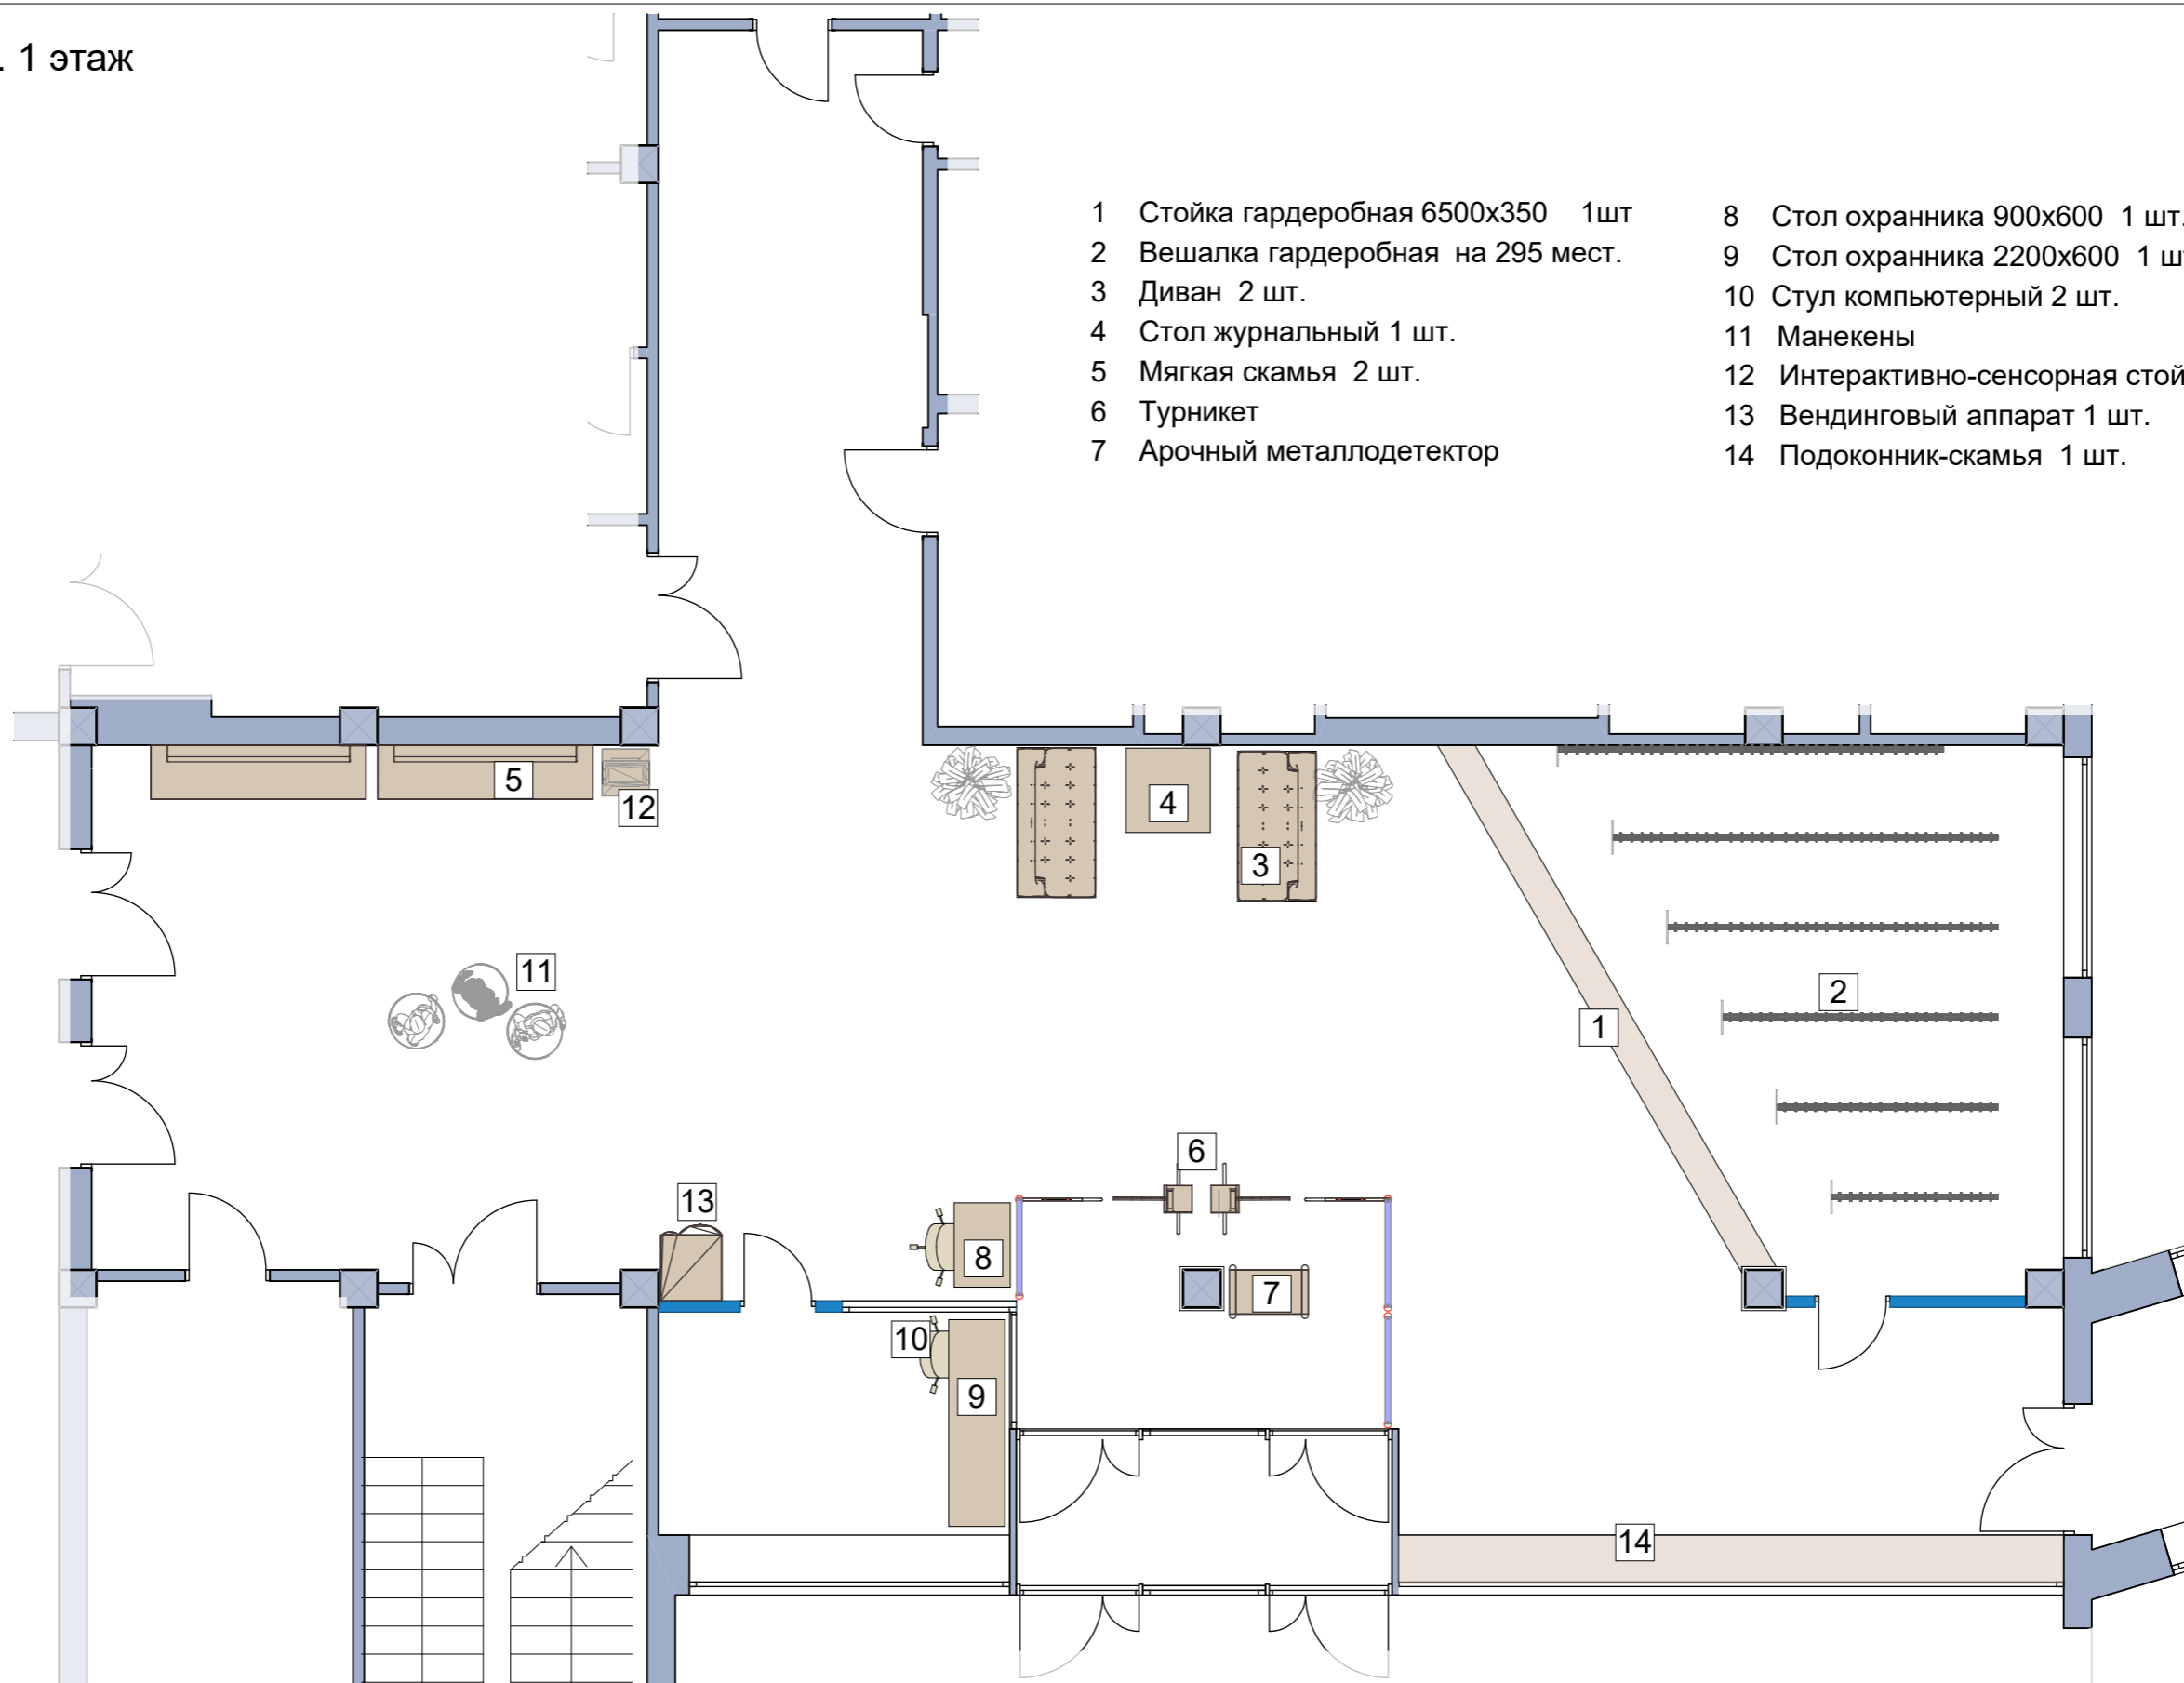 . 1 этаж
1 Стойка гардеробная 6500х350 1шт
2 Вешалка гардеробная на 295 мест.
3 Диван 2 шт.
4 Стол журнальный 1 шт.
5 Мягкая скамья 2 шт.
6 Турникет
7 Арочный металлодетектор
8 Стол охранника 900х600 1 шт.
9 Стол охранника 2200х600 1 ш
10 Стул компьютерный 2 шт.
11 Манекены
12 Интерактивно-сенсорная стой
13 Вендинговый аппарат 1 шт.
14 Подоконник-скамья 1 шт.
5
12
4
3
11
2
1
6
13
8
7
10
9
14